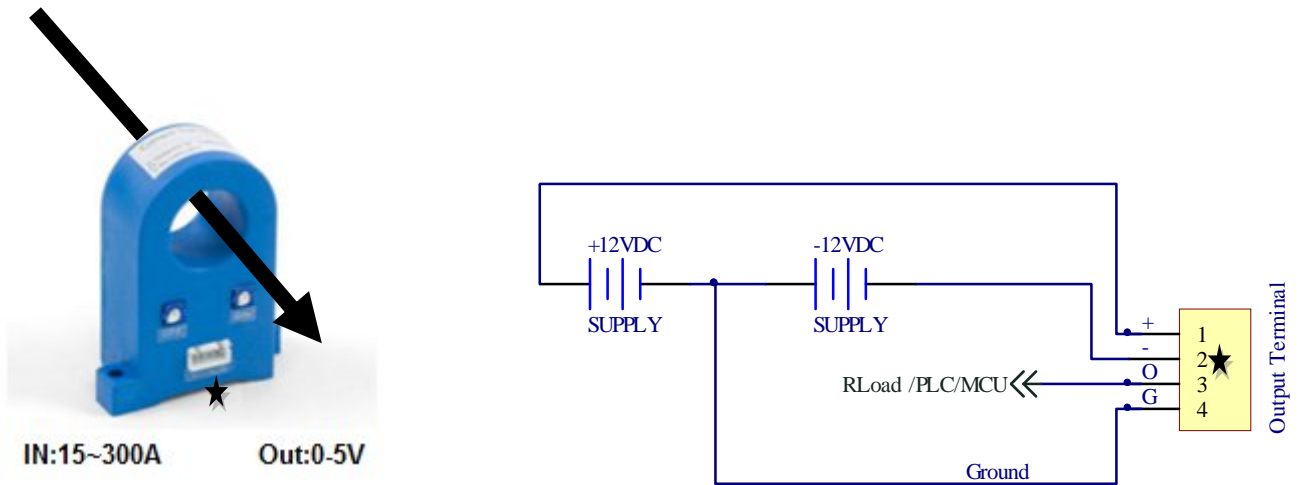 IN:15~300A
Out:0-5V
+12VDC
SUPPLY
-12VDC
SUPPLY
RLoad /PLC/MCU
Ground
+
-
O
G
1
2
3
4
Output Terminal